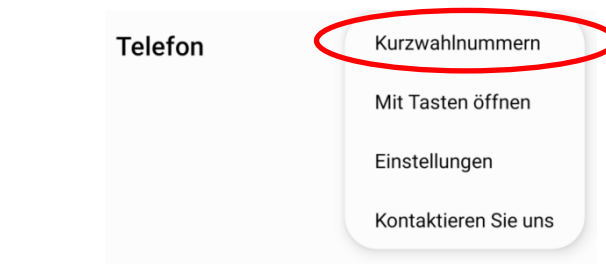 Telefon
Kurzwahlnummern
Mit Tasten öffnen
Einstellungen
Kontaktieren Sie uns